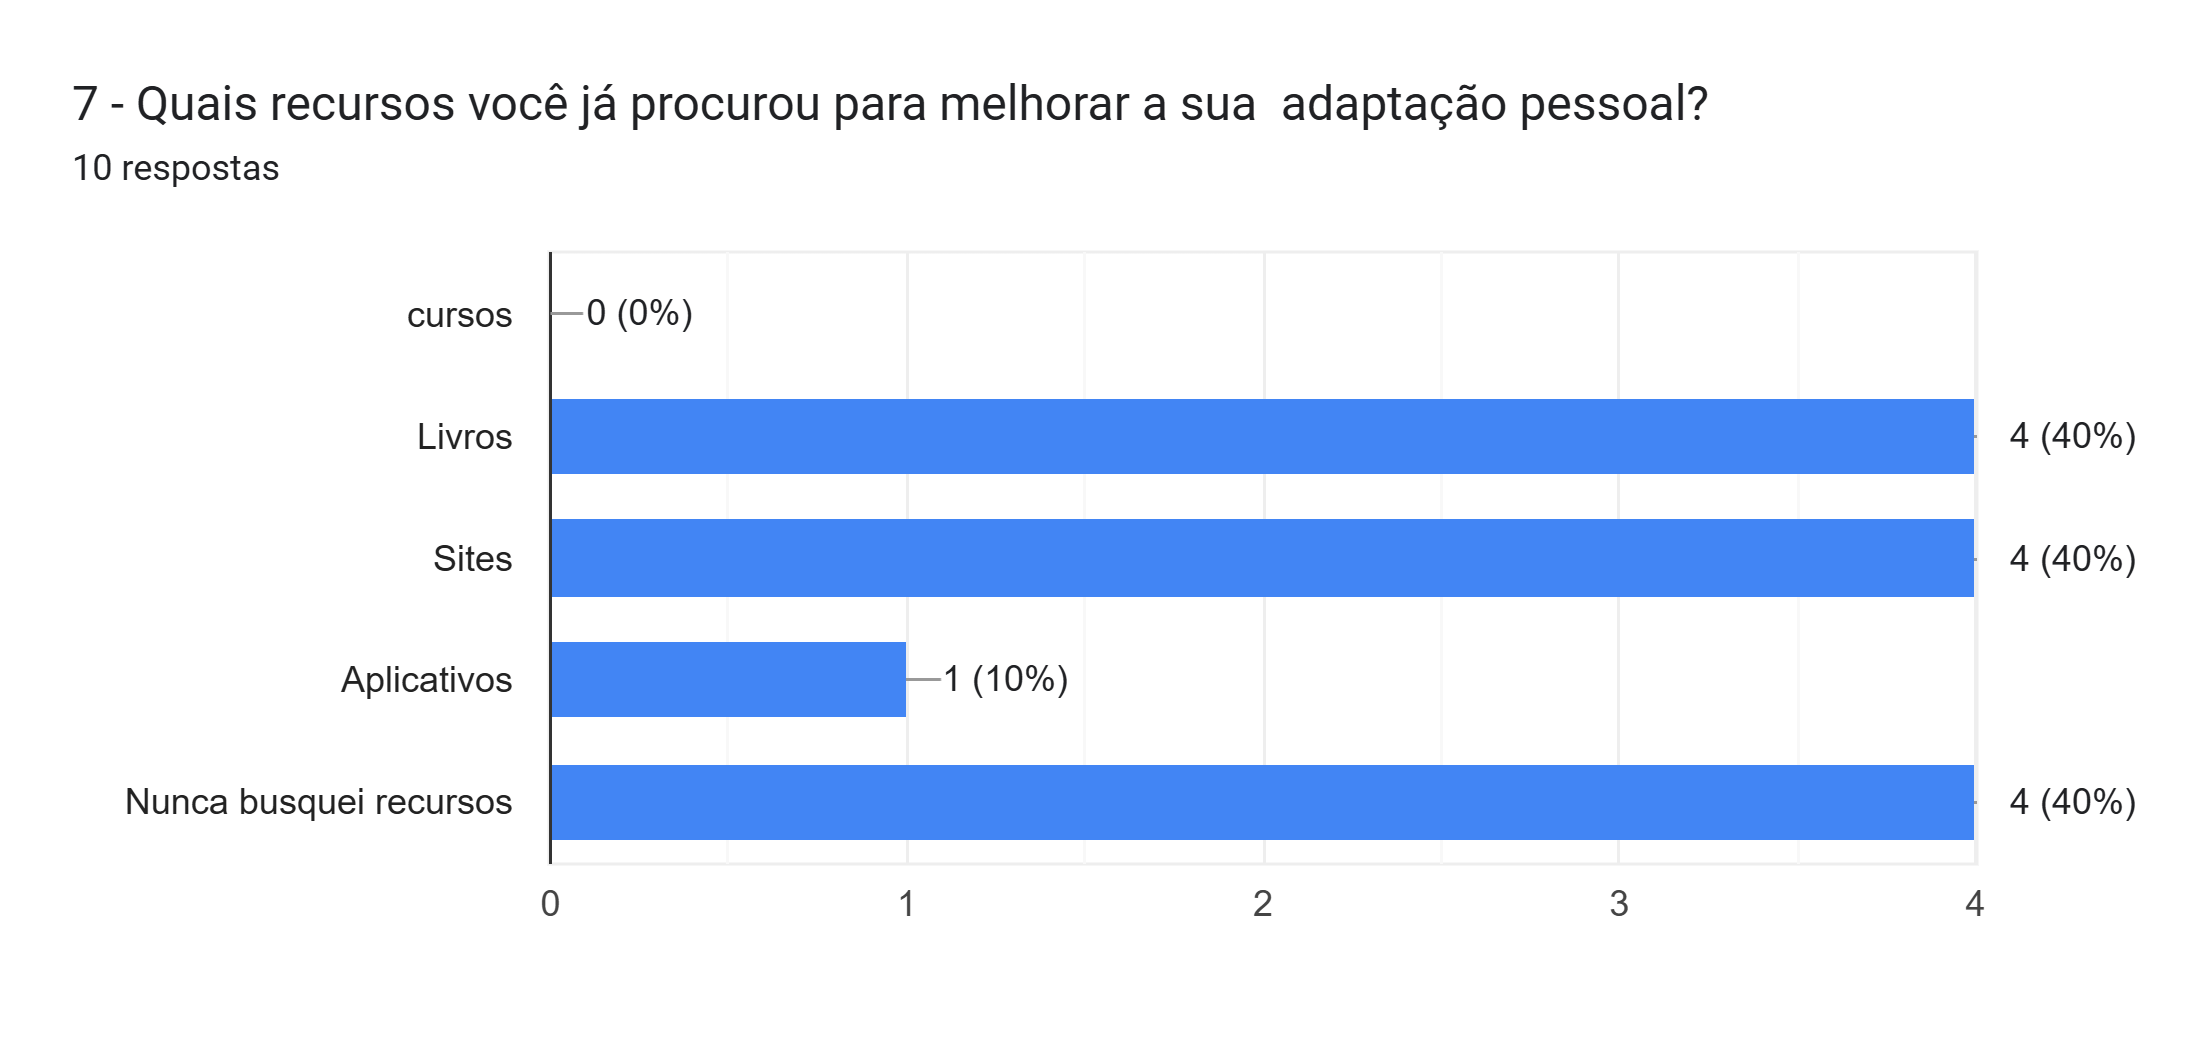 7 - Quais recursos você já procurou para melhorar a sua  adaptação pessoal?
10 respostas
cursos
0 (0%)
Livros
4 (40%)
Sites
4 (40%)
Aplicativos
1 (10%)
Nunca busquei recursos
4 (40%)
0 1 2 3 4